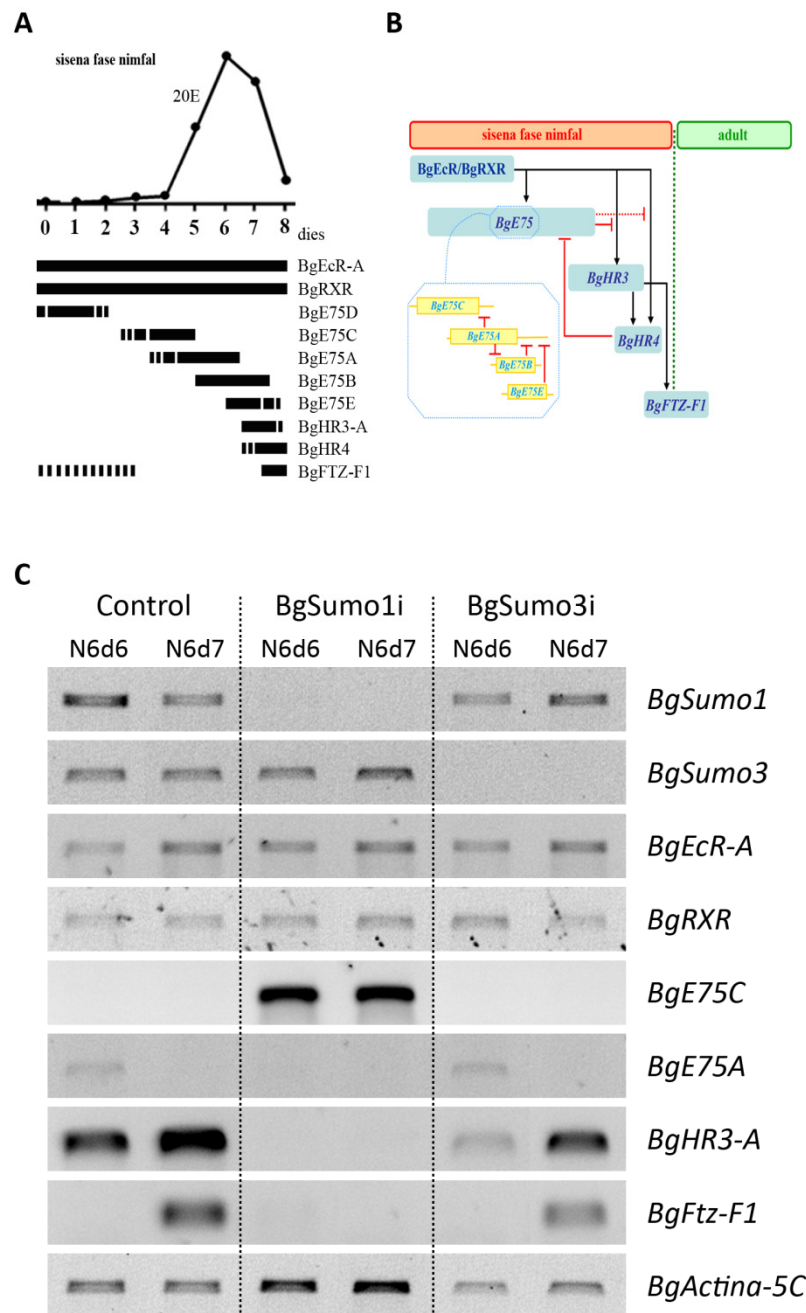 A
sisena fase nimfal
20E
0 1 2 3 4 5 6 7 8 dies
BgEcR-A
BgRXR
BgE75D
BgE75C
BgE75A
BgE75B
BgE75E
BgHR3-A
BgHR4
BgFTZ-F1
B
sisena fase nimfal adult
BgEcR/BgRXR
BgE75
BgHR3
BgE75C
BgE75A
BgHR4
BgE75B
BgE75E
BgFTZ-F1
C
Control BgSumo1i BgSumo3i
N6d6 N6d7 N6d6 N6d7 N6d6 N6d7
BgSumo1
BgSumo3
BgEcR-A
BgRXR
BgE75C
BgE75A
BgHR3-A
BgFtz-F1
BgActina-5C